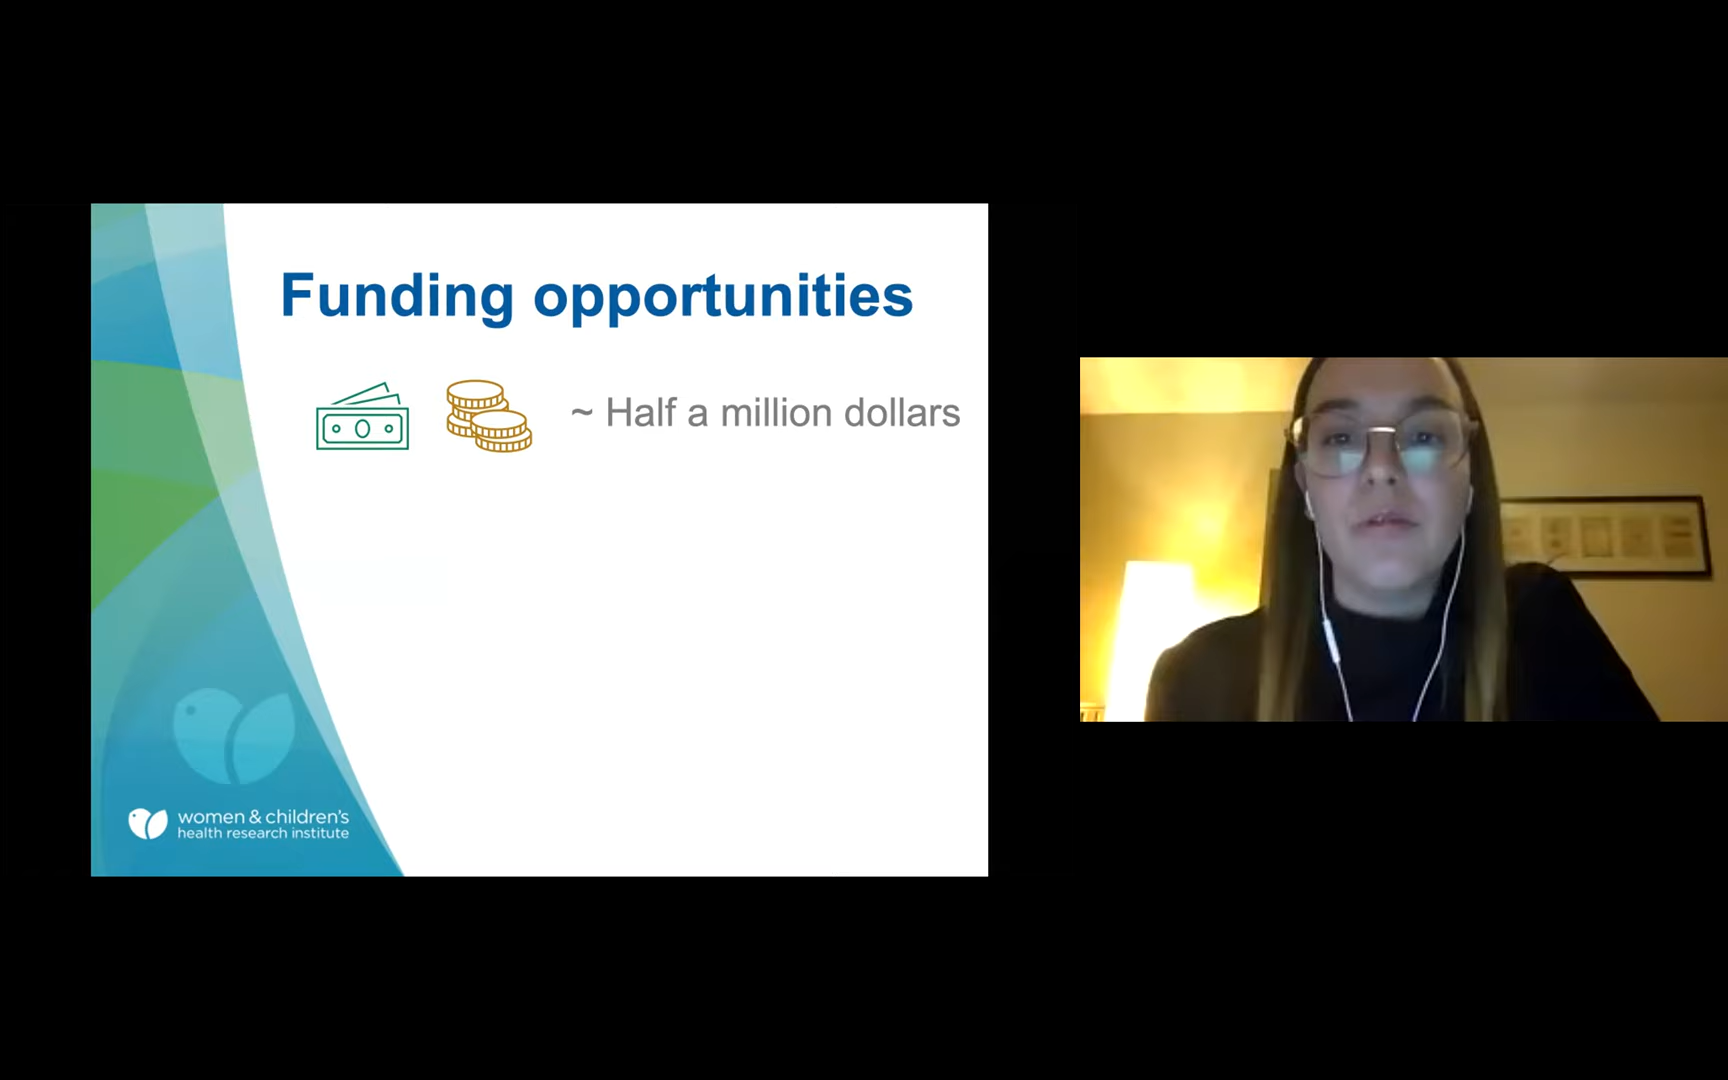 Funding opportunities
~ Half a million dollars
women & children's
health research institute